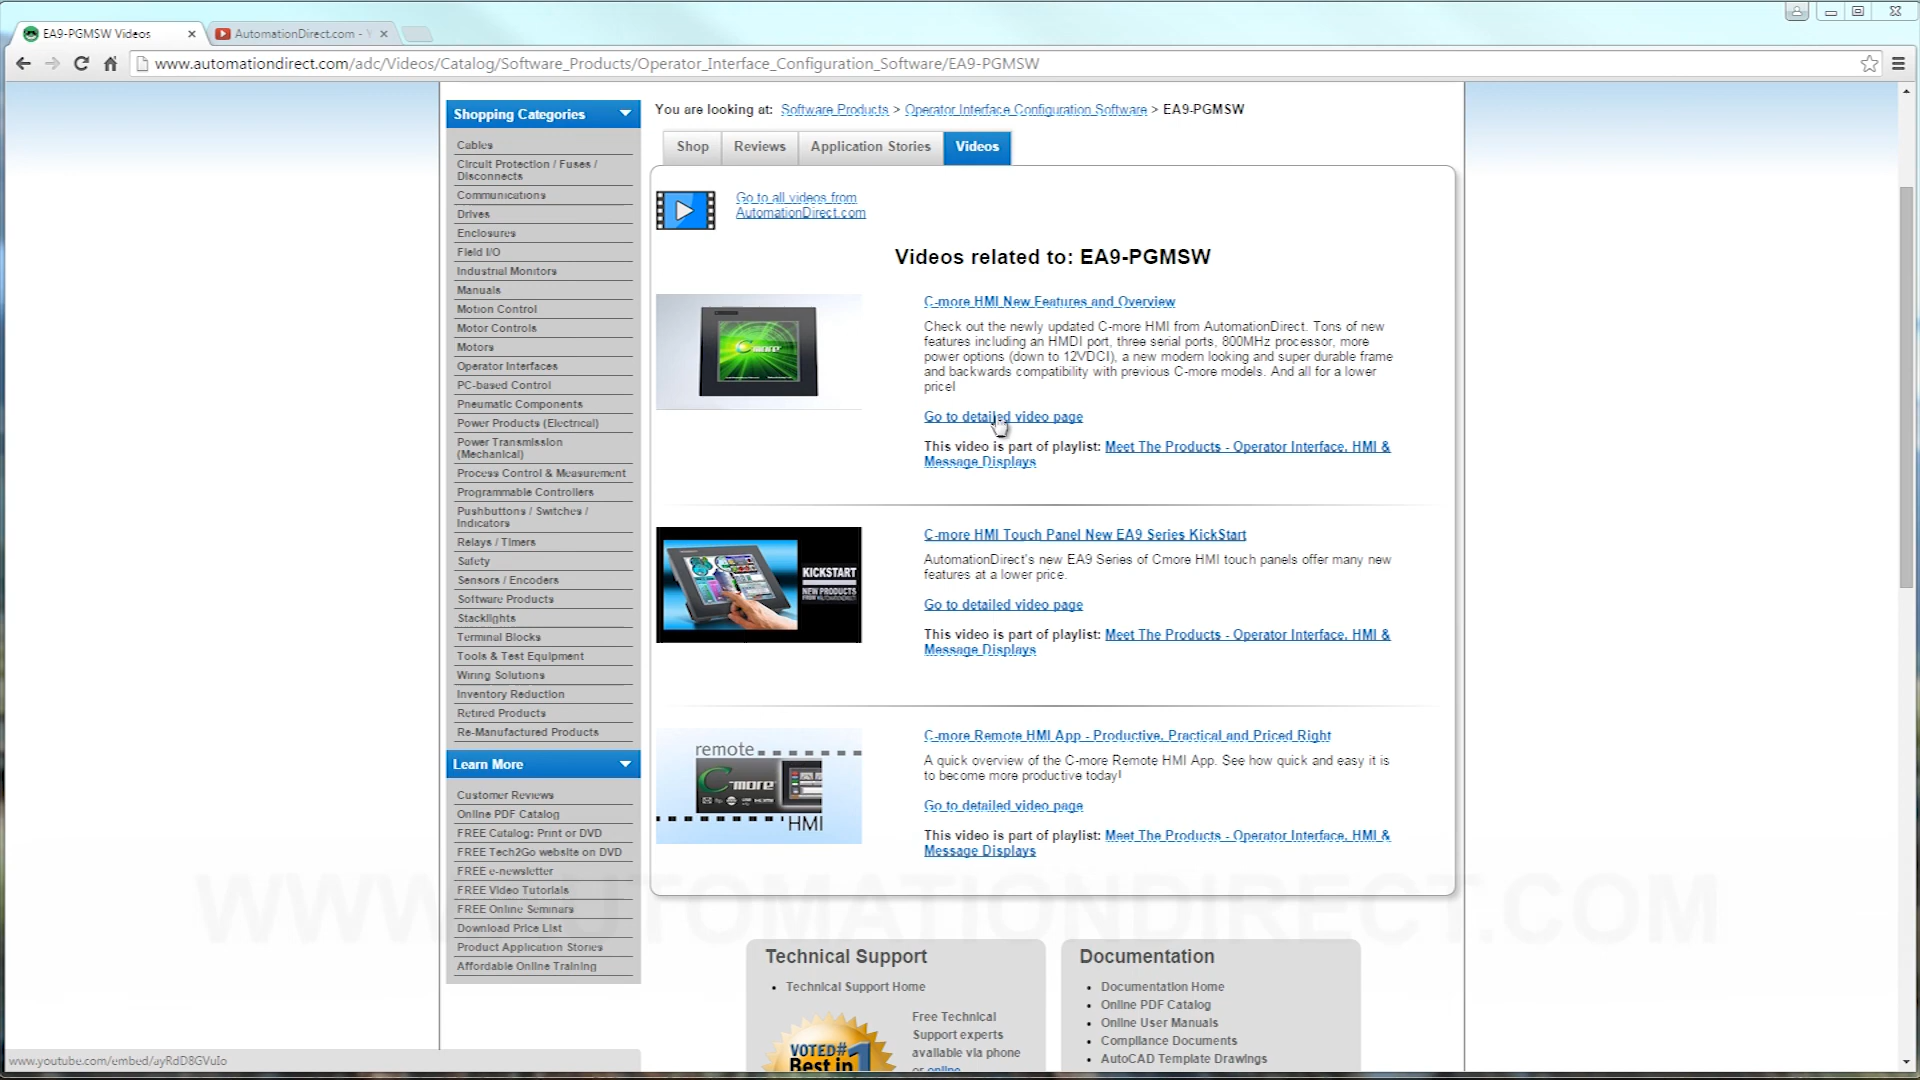 EA9-PGMSW Videos
AutomationDirect.com - Y
www.automationdirect.com/adc/Videos/Catalog/Software_Products/Operator_Interface_Configuration_Software/EA9-PGMSW
Shopping Categories
Cables
Circuit Protection / Fuses /
Disconnects
Communications
Drives
Enclosures
Field I/O
Industrial Monitors
Manuals
Motion Control
Motor Controls
Motors
Operator Interfaces
PC-based Control
Pneumatic Components
Power Products (Electrical)
Power Transmission
(Mechanical)
Process Control & Measurement
Programmable Controllers
Pushbuttons / Switches /
Indicators
Relays / Timers
Safety
Sensors / Encoders
Software Products
Stacklights
Terminal Blocks
Tools & Test Equipment
Wiring Solutions
Inventory Reduction
Retired Products
Re-Manufactured Products
Learn More
Customer Reviews
Online PDF Catalog
FREE Catalog: Print or DVD
FREE Tech2Go website on DVD
FREE e-newsletter
FREE Video Tutorials
FREE Online Seminars
Download Price List
Product Application Stories
Affordable Online Training
You are looking at: Software Products > Operator Interface Configuration Software > EA9-PGMSW
Shop
Reviews
Application Stories
Videos
Go to all videos from
AutomationDirect.com
Videos related to: EA9-PGMSW
C-more
C-more HMI New Features and Overview
Check out the newly updated C-more HMI from AutomationDirect. Tons of new
features including an HMDI port, three serial ports, 800MHz processor, more
power options (down to 12VDC!), a new modern looking and super durable frame
and backwards compatibility with previous C-more models. And all for a lower
price!
Go to detailed video page
This video is part of playlist: Meet The Products - Operator Interface, HMI &
Message Displays
KICKSTART
NEW PRODUCTS
FROM AUTOMATIONDIRECT
C-more HMI Touch Panel New EA9 Series KickStart
AutomationDirect's new EA9 Series of Cmore HMI touch panels offer many new
features at a lower price.
Go to detailed video page
This video is part of playlist: Meet The Products - Operator Interface, HMI &
Message Displays
remote
C-more
HMI
C-more Remote HMI App - Productive, Practical and Priced Right
A quick overview of the C-more Remote HMI App. See how quick and easy it is
to become more productive today!
Go to detailed video page
This video is part of playlist: Meet The Products - Operator Interface, HMI &
Message Displays
WWW.AUTOMATIONDIRECT.COM
Technical Support
Technical Support Home
VOTED #1
Best in
Free Technical
Support experts
available via phone
or online
Documentation
Documentation Home
Online PDF Catalog
Online User Manuals
Compliance Documents
AutoCAD Template Drawings
www.youtube.com/embed/ayRdD8GVulo